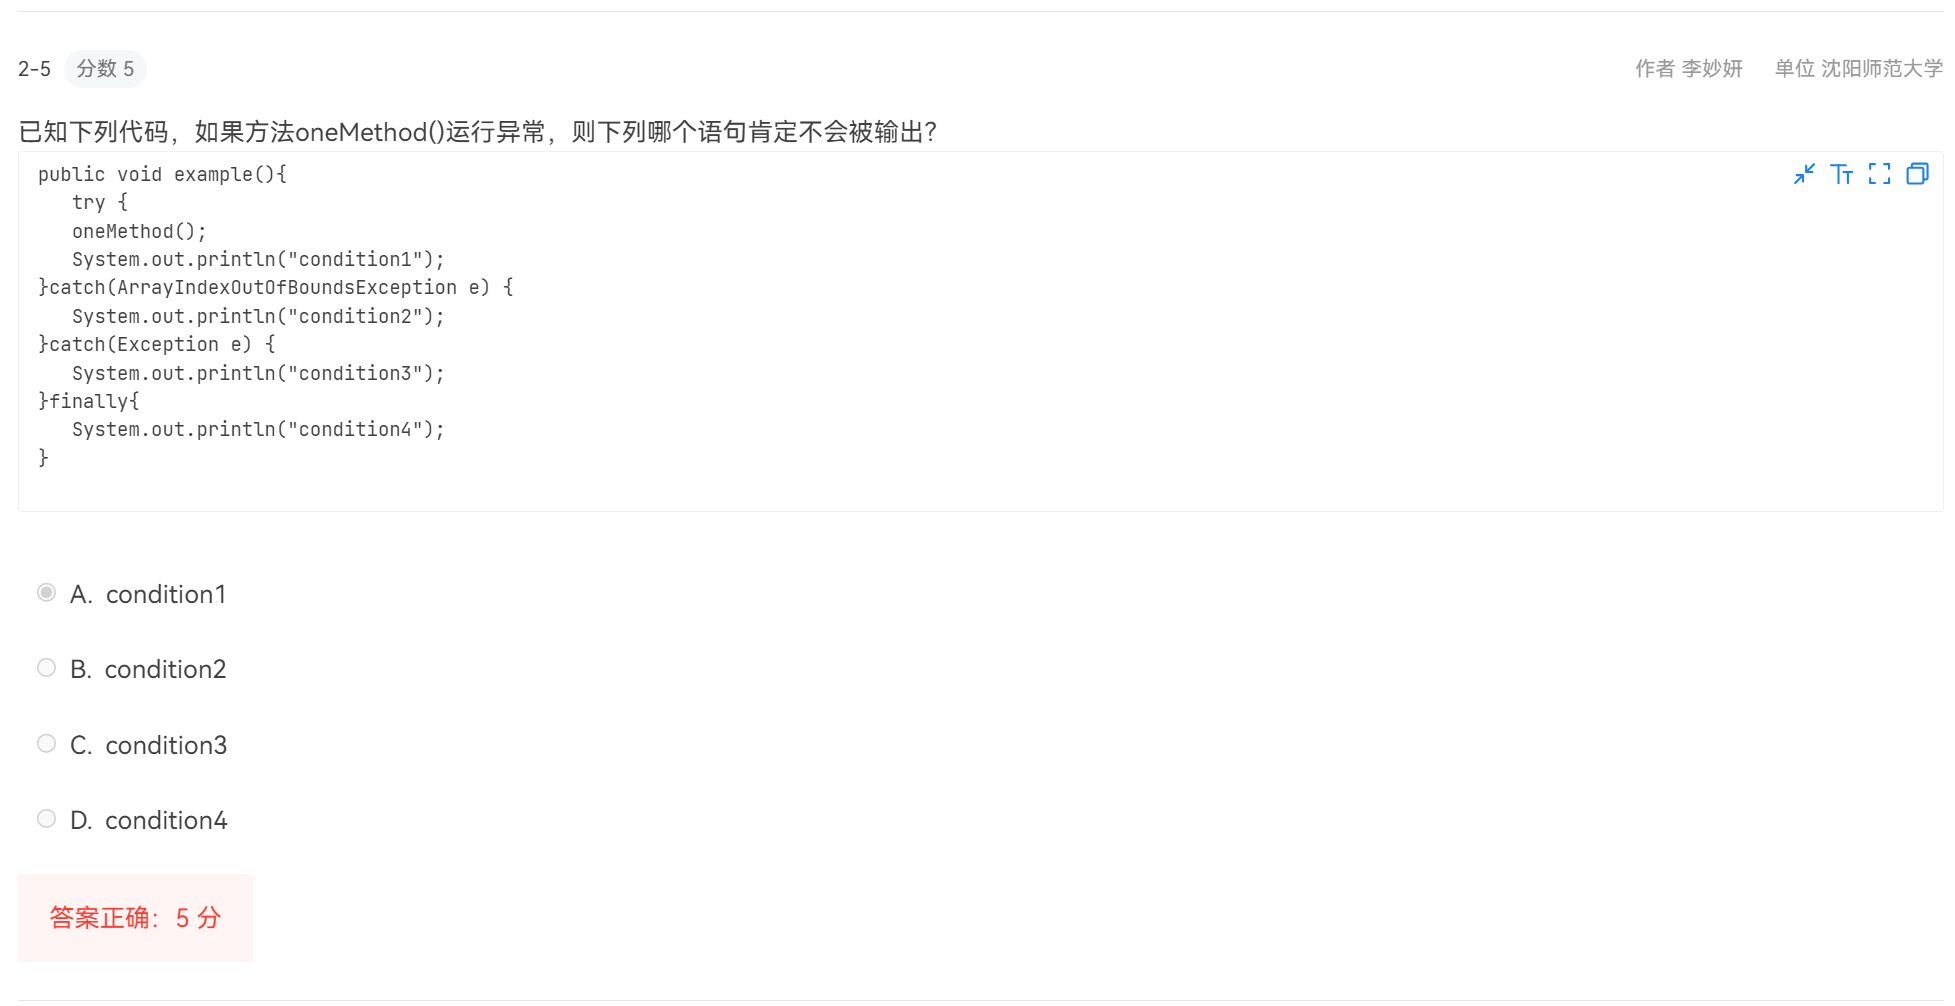 2-5 分数 5 作者 李妙妍 单位 沈阳师范大学
已知下列代码，如果方法oneMethod()运行异常，则下列哪个语句肯定不会被输出？
public void example(){
   try {
   oneMethod();
   System.out.println("condition1");
}catch(ArrayIndexOutOfBoundsException e) {
   System.out.println("condition2");
}catch(Exception e) {
   System.out.println("condition3");
}finally{
   System.out.println("condition4");
}
A. condition1
B. condition2
C. condition3
D. condition4
答案正确：5 分